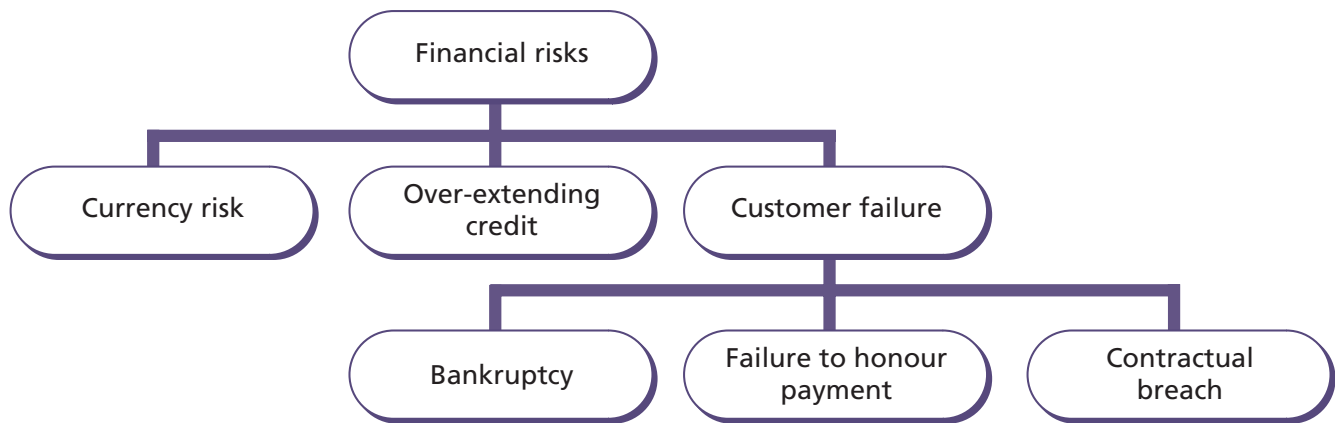 Financial risks
Currency risk
Over-extending
credit
Customer failure
Bankruptcy
Failure to honour
payment
Contractual
breach